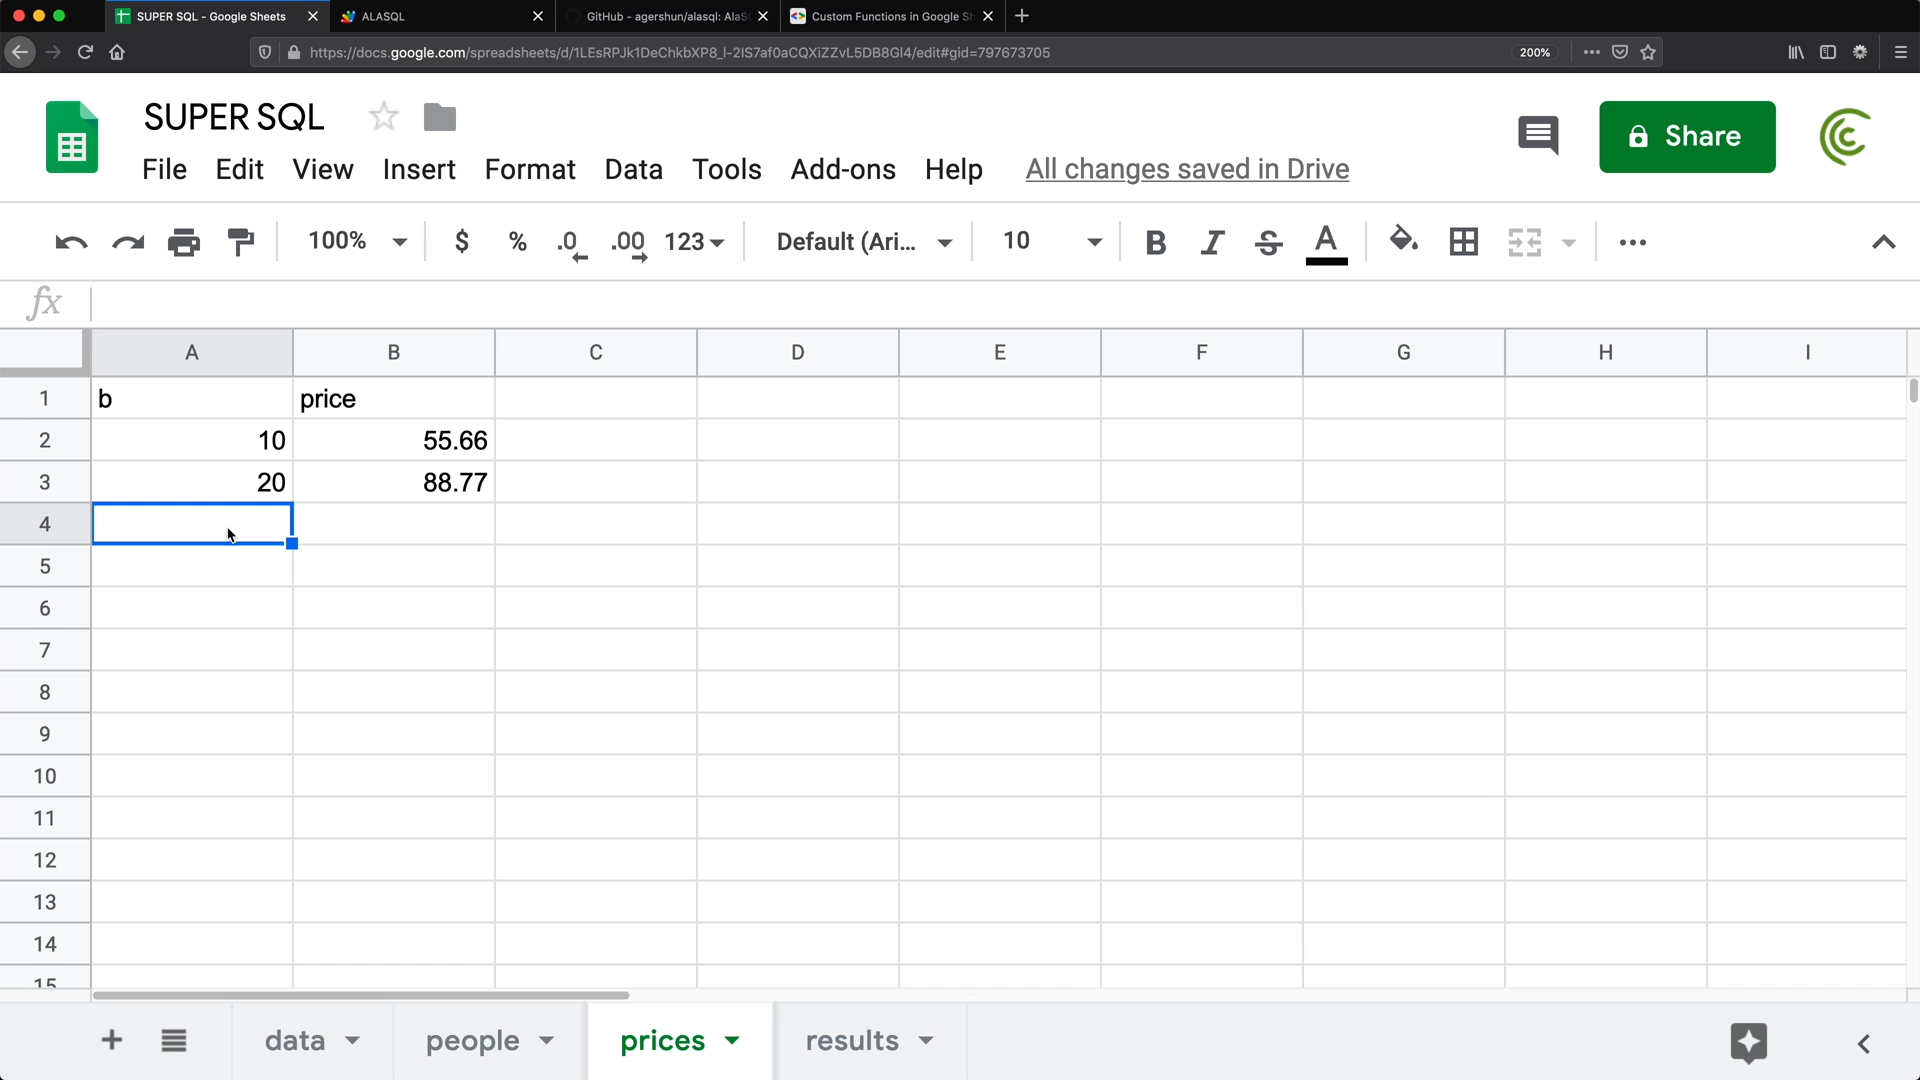 SUPER SQL - Google Sheets
ALASQL
GitHub - agershun/alasql: AlaS
Custom Functions in Google Sh
https://docs.google.com/spreadsheets/d/1LEsRPJk1DeChkbXP8_l-2IS7af0aCQXiZZvL5DB8Gl4/edit#gid=797673705 200%
SUPER SQL
Share
File Edit View Insert Format Data Tools Add-ons Help All changes saved in Drive
100% $ % .0 .00 123 Default (Ari... 10 B I S A
fx
A B C D E F G H I
1 b price
2 10 55.66
3 20 88.77
4
5
6
7
8
9
10
11
12
13
14
15
data people prices results